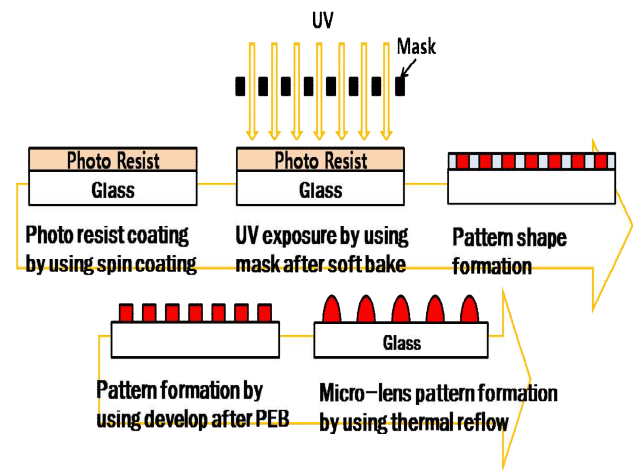 UV
Mask
Photo Resist
Glass
Photo resist coating
by using spin coating
Photo Resist
Glass
UV exposure by using
mask after soft bake
Pattern shape
formation
Pattern formation by
using develop after PEB
Glass
Micro-lens pattern formation
by using thermal reflow